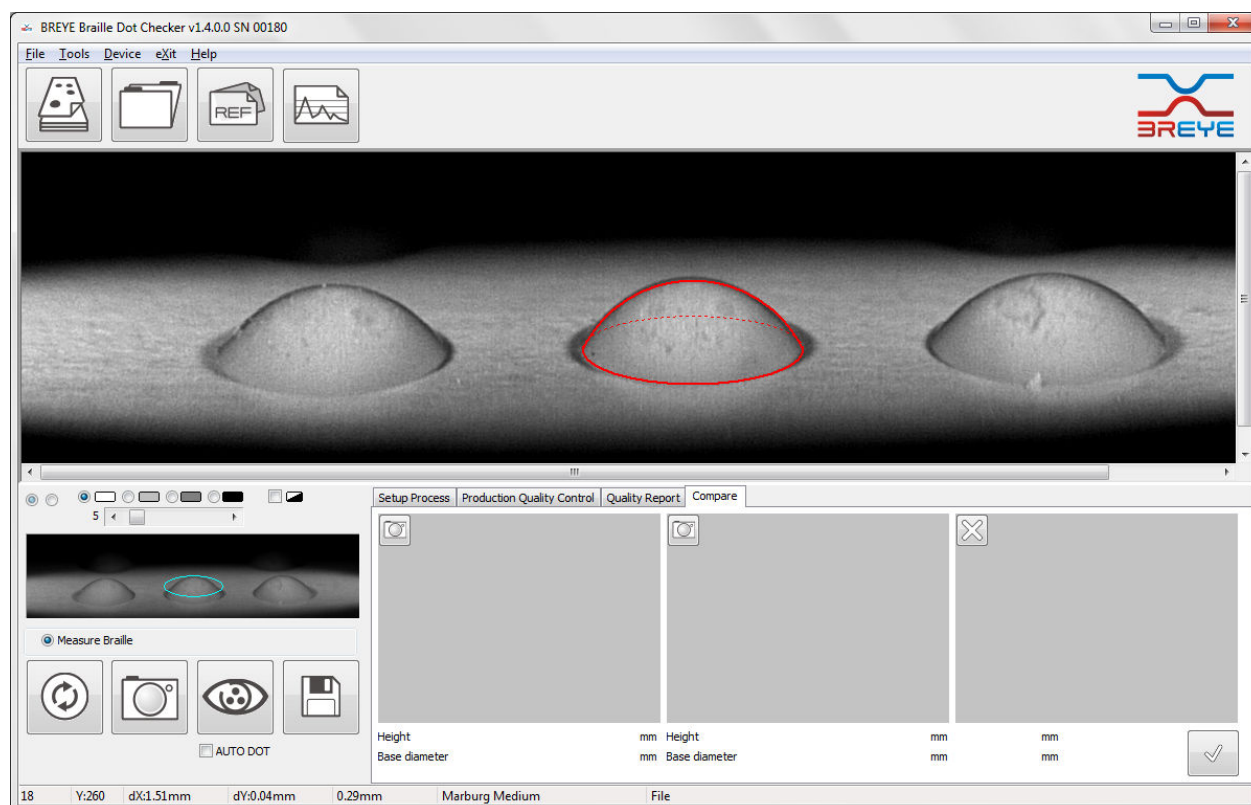 BREYE Braille Dot Checker v1.4.0.0 SN 00180
File Tools Device eXit Help
REF
BREYE
5
Setup Process Production Quality Control Quality Report Compare
Measure Braille
AUTO DOT
Height mm Height mm mm
Base diameter mm Base diameter mm mm
18 Y:260 dX:1.51mm dY:0.04mm 0.29mm Marburg Medium File